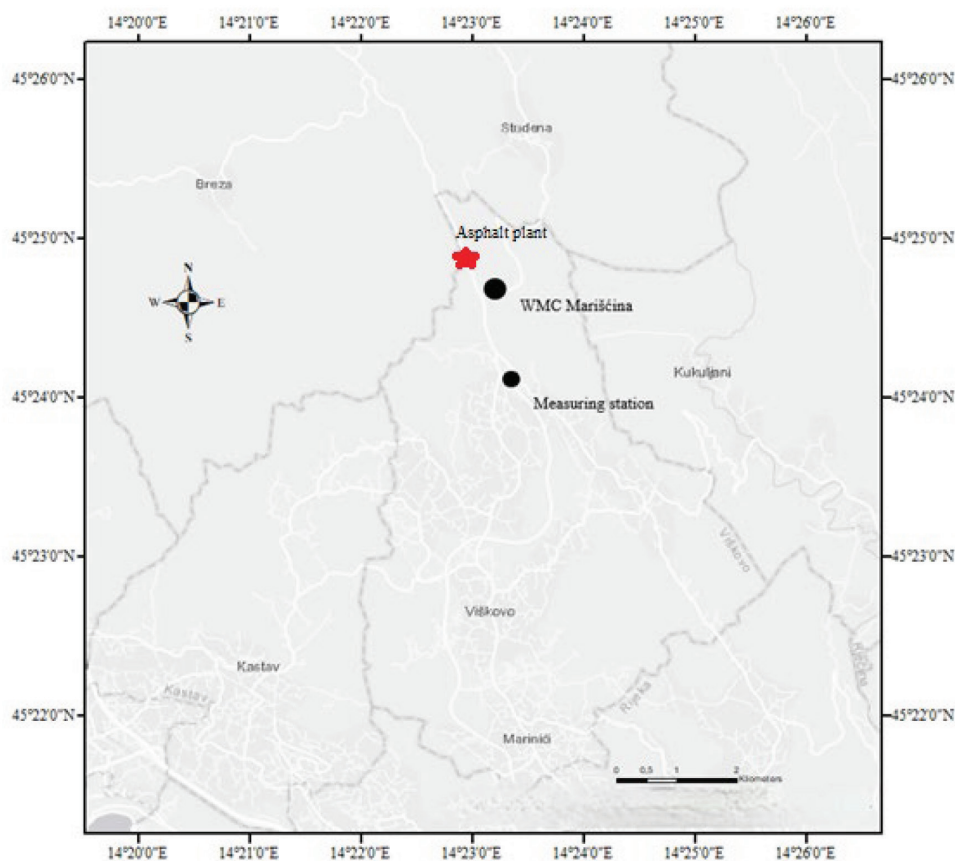 14°20'0"E 14°21'0"E 14°22'0"E 14°23'0"E 14°24'0"E 14°25'0"E 14°26'0"E
45°26'0"N 45°26'0"N
Studena
Breza
45°25'0"N 45°25'0"N
Asphalt plant
N
W E
S
WMC Marišćina
Kukuljani
45°24'0"N 45°24'0"N
Measuring station
45°23'0"N 45°23'0"N
Viškovo
Viškovo
Kastav
Kastav
Rječina
Rijeka
45°22'0"N 45°22'0"N
Marinići
0 0,5 1 2
Kilometers
14°20'0"E 14°21'0"E 14°22'0"E 14°23'0"E 14°24'0"E 14°25'0"E 14°26'0"E